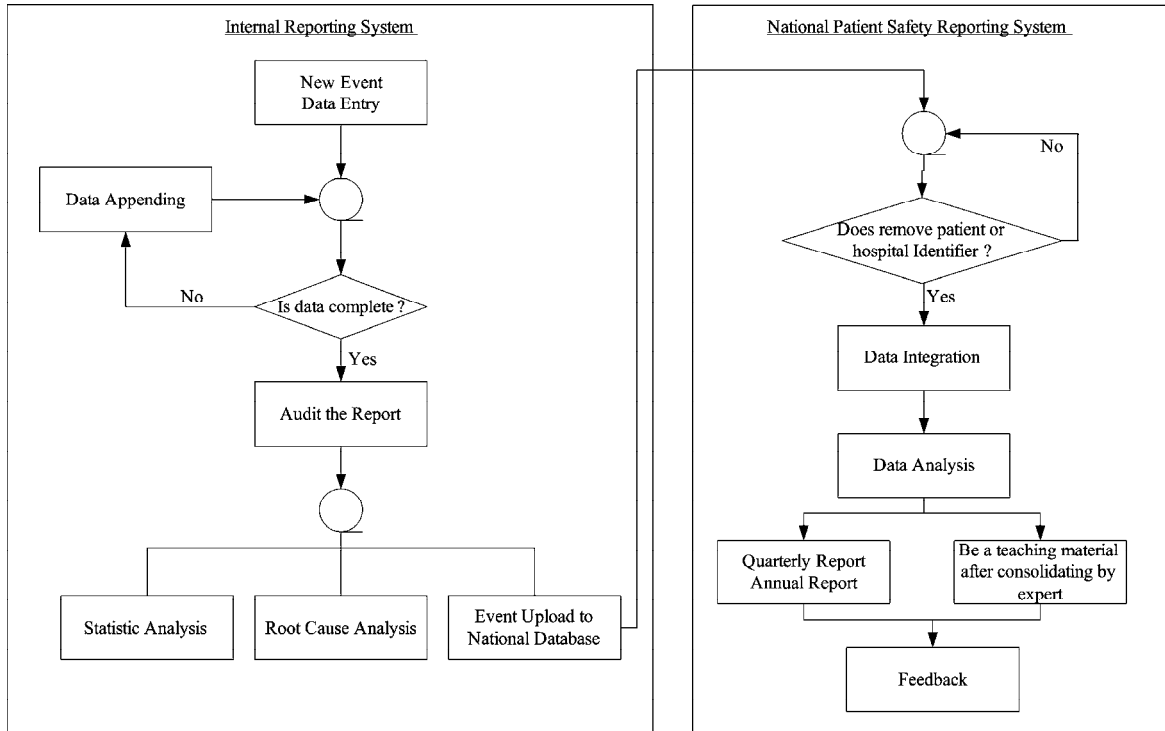 Internal Reporting System
New Event
Data Entry
Data Appending
No
Is data complete ?
Yes
Audit the Report
Statistic Analysis
Root Cause Analysis
Event Upload to
National Database
National Patient Safety Reporting System
No
Does remove patient or
hospital Identifier ?
Yes
Data Integration
Data Analysis
Quarterly Report
Annual Report
Be a teaching material
after consolidating by
expert
Feedback